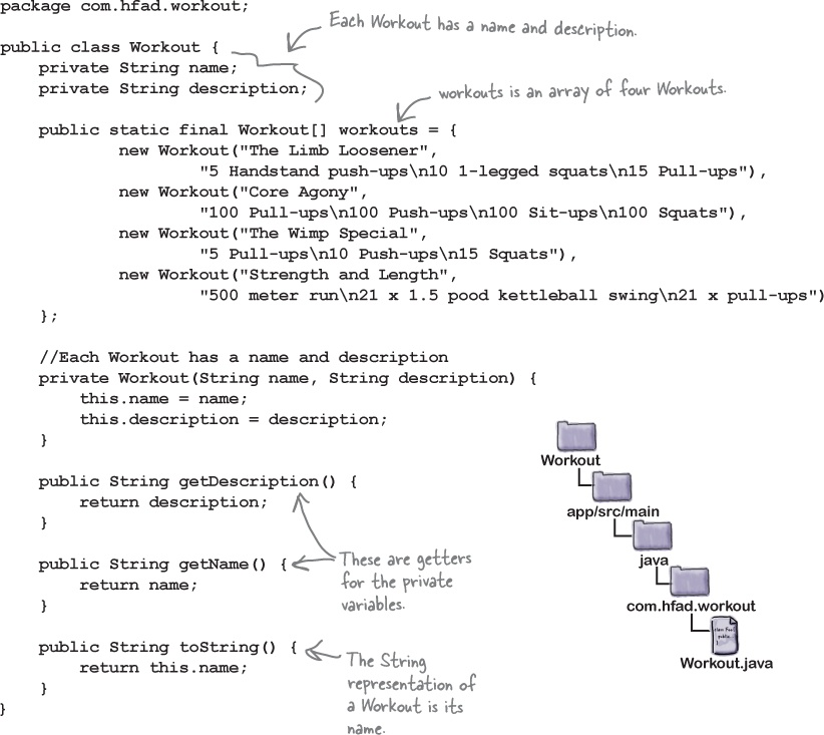 package com.hfad.workout;
Each Workout has a name and description.
public class Workout {
    private String name;
    private String description;
workouts is an array of four Workouts.
    public static final Workout[] workouts = {
            new Workout("The Limb Loosener",
                    "5 Handstand push-ups\n10 1-legged squats\n15 Pull-ups"),
            new Workout("Core Agony",
                    "100 Pull-ups\n100 Push-ups\n100 Sit-ups\n100 Squats"),
            new Workout("The Wimp Special",
                    "5 Pull-ups\n10 Push-ups\n15 Squats"),
            new Workout("Strength and Length",
                    "500 meter run\n21 x 1.5 pood kettleball swing\n21 x pull-ups")
    };
    //Each Workout has a name and description
    private Workout(String name, String description) {
        this.name = name;
        this.description = description;
    }
    public String getDescription() {
        return description;
    }
    public String getName() {
        return name;
    }
These are getters
for the private
variables.
    public String toString() {
        return this.name;
    }
}
The String
representation of
a Workout is its
name.
Workout
app/src/main
java
com.hfad.workout
Workout.java